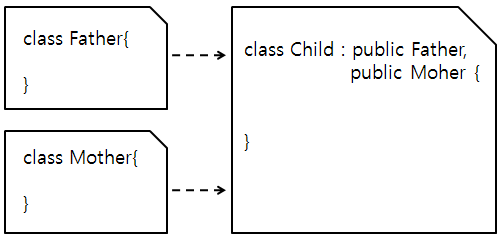 class Father{
}
class Mother{
}
class Child : public Father,
public Moher {
}